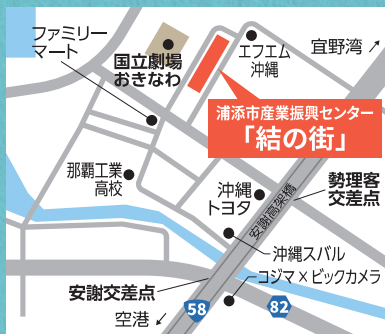 ファミリー
マート
国立劇場
おきなわ
エフエム
沖縄
宜野湾
浦添市産業振興センター
「結の街」
那覇工業
高校
沖縄
トヨタ
安謝高架橋
勢理客
交差点
沖縄スバル
コジマ×ビックカメラ
安謝交差点
58
82
空港